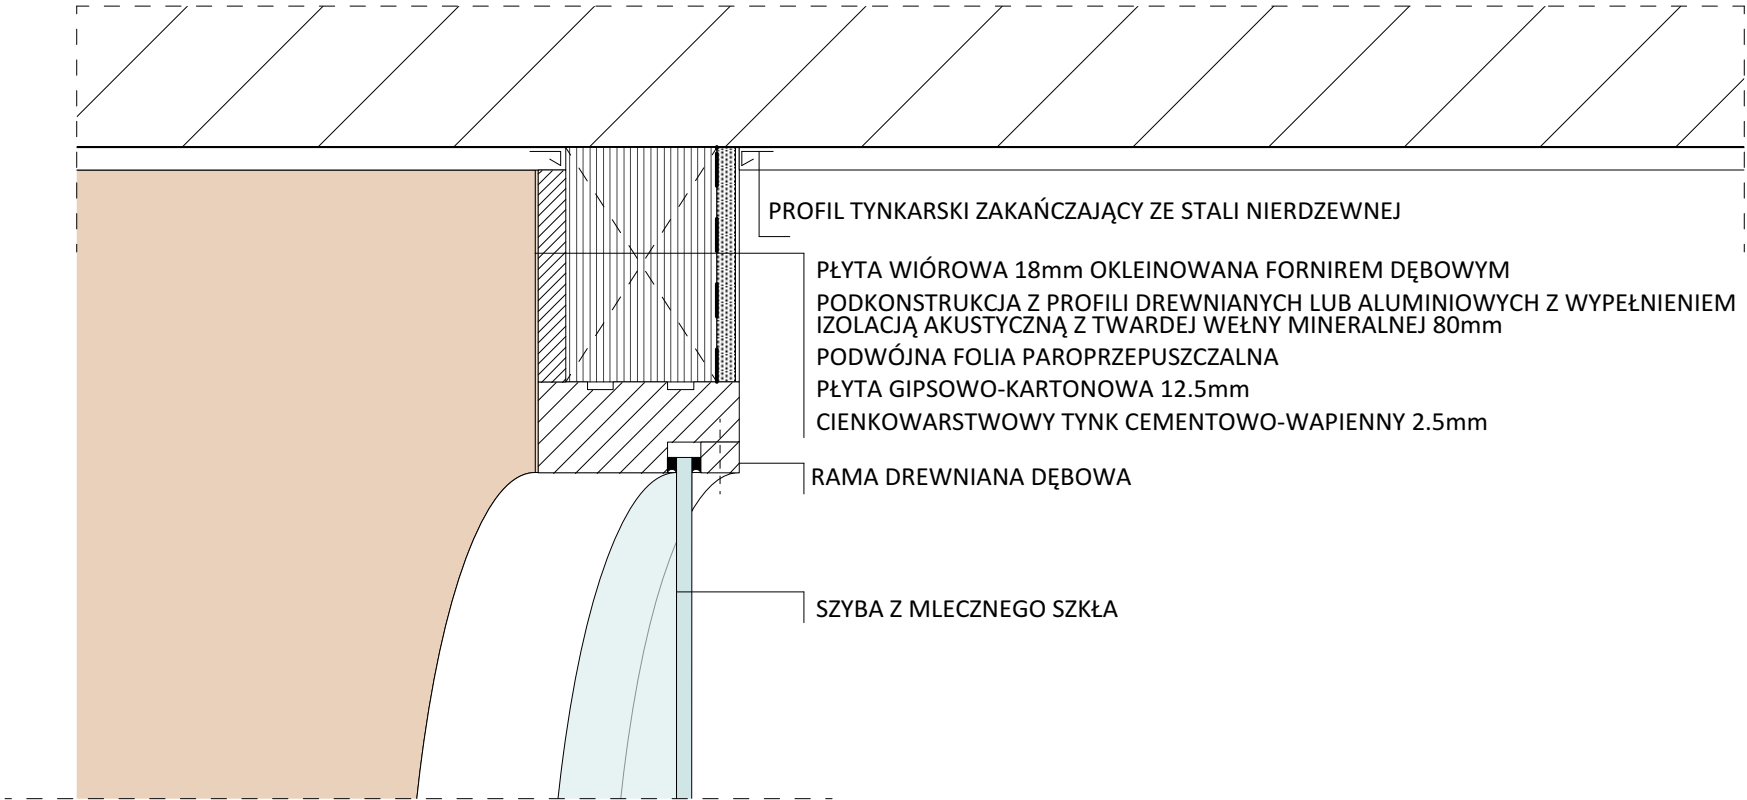 PROFIL TYNKARSKI ZAKAŃCZAJĄCY ZE STALI NIERDZEWNEJ
PŁYTA WIÓROWA 18mm OKLEINOWANA FORNIREM DĘBOWYM
PODKONSTRUKCJA Z PROFILI DREWNIANYCH LUB ALUMINIOWYCH Z WYPEŁNIENIEM
IZOLACJĄ AKUSTYCZNĄ Z TWARDEJ WEŁNY MINERALNEJ 80mm
PODWÓJNA FOLIA PAROPRZEPUSZCZALNA
PŁYTA GIPSOWO-KARTONOWA 12.5mm
CIENKOWARSTWOWY TYNK CEMENTOWO-WAPIENNY 2.5mm
RAMA DREWNIANA DĘBOWA
SZYBA Z MLECZNEGO SZKŁA